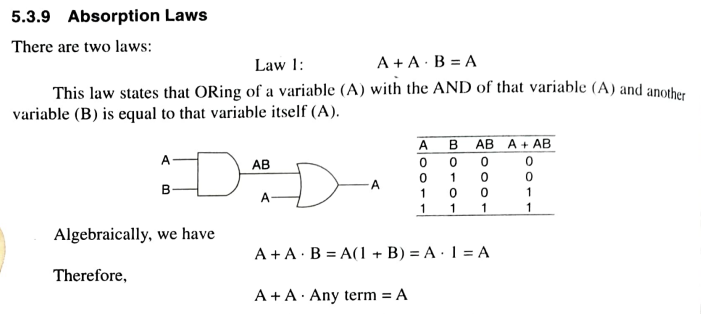 5.3.9 Absorption Laws
There are two laws:
Law 1: A + A · B = A
This law states that ORing of a variable (A) with the AND of that variable (A) and another
variable (B) is equal to that variable itself (A).
A B AB A + AB
A AB 0 0 0 0
0 1 0 0
B A A 1 0 0 1
1 1 1 1
Algebraically, we have
A + A · B = A(1 + B) = A · 1 = A
Therefore,
A + A · Any term = A